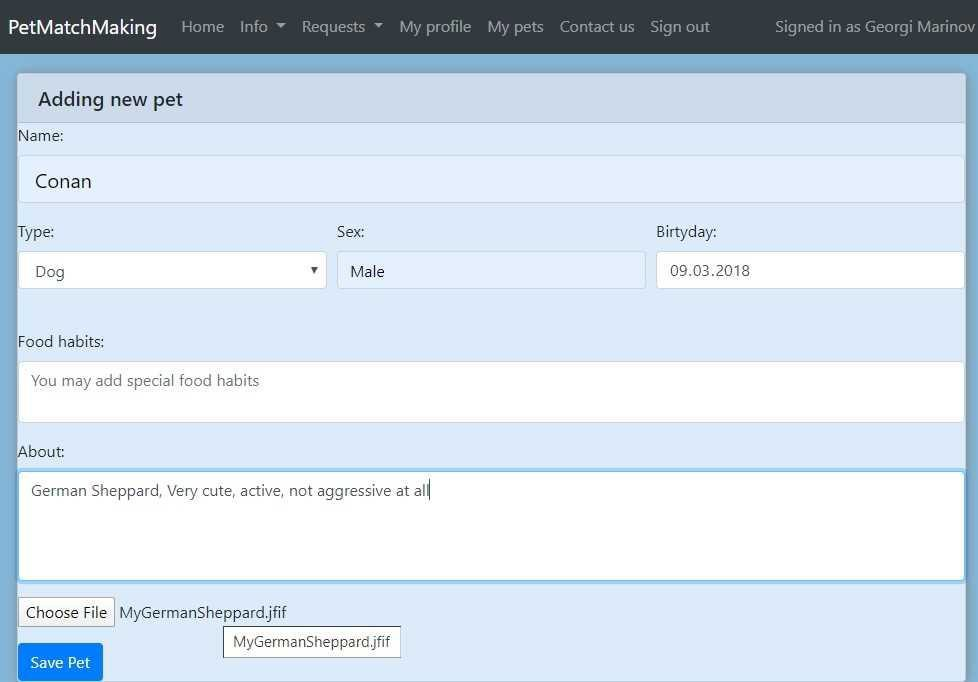 PetMatchMaking Home Info Requests My profile My pets Contact us Sign out Signed in as Georgi Marinov
Adding new pet
Name:
Conan
Type: Sex: Birtyday:
Dog Male 09.03.2018
Food habits:
You may add special food habits
About:
German Sheppard, Very cute, active, not aggressive at all
Choose File MyGermanSheppard.jfif
MyGermanSheppard.jfif
Save Pet